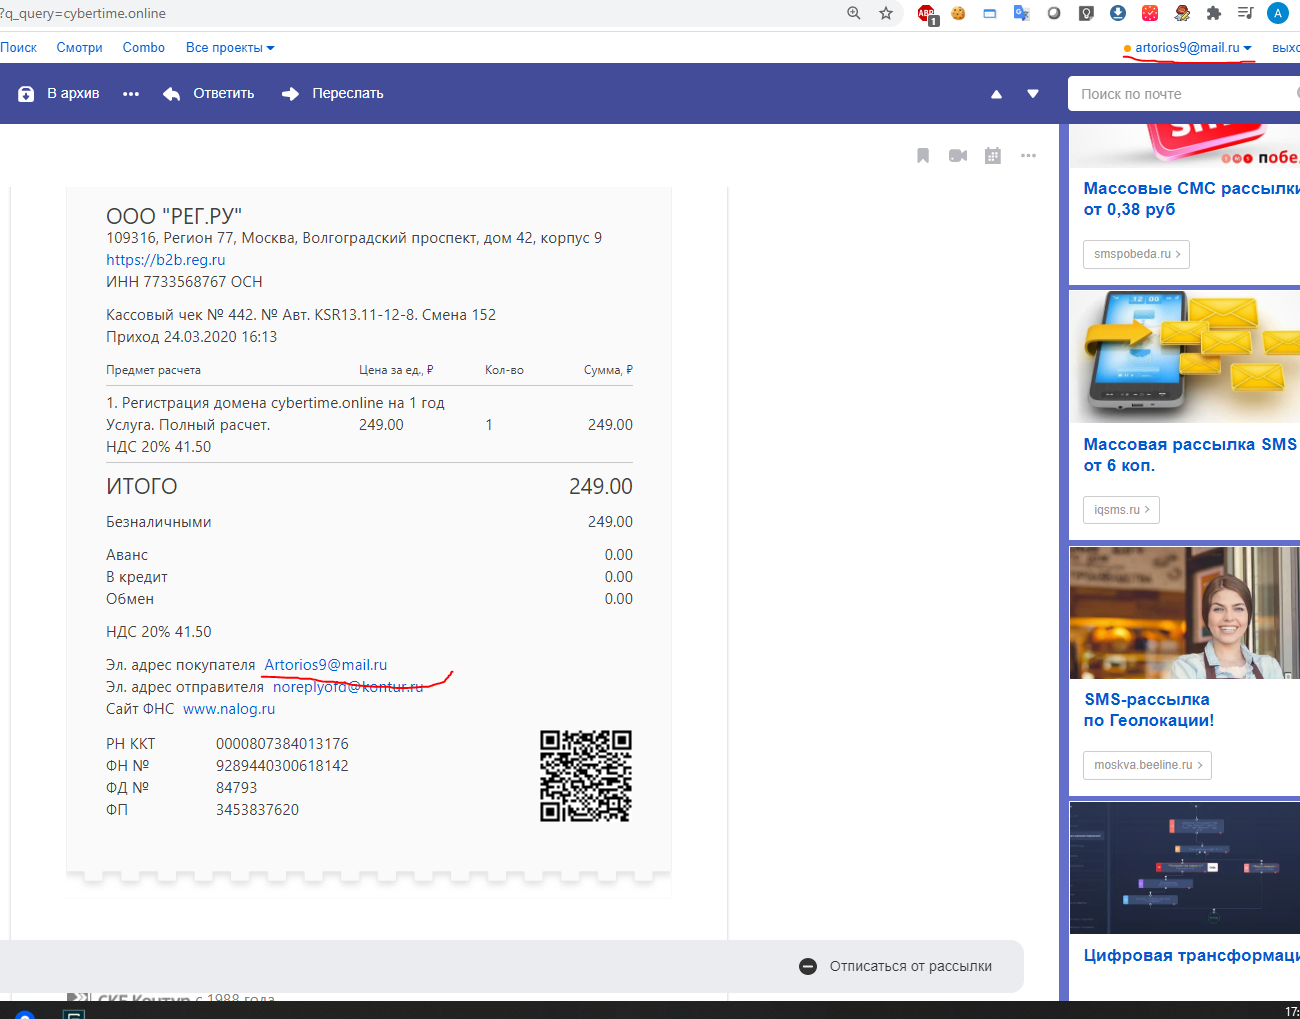 ?q_query=cybertime.online
ABP
1
A
Поиск Смотри Combo Все проекты
artorios9@mail.ru
В архив Ответить Переслать
Поиск по почте
ООО "РЕГ.РУ"
109316, Регион 77, Москва, Волгоградский проспект, дом 42, корпус 9
https://b2b.reg.ru
ИНН 7733568767 ОСН
Кассовый чек № 442. № Авт. KSR13.11-12-8. Смена 152
Приход 24.03.2020 16:13
Предмет расчета Цена за ед., ₽ Кол-во Сумма, ₽
1. Регистрация домена cybertime.online на 1 год
Услуга. Полный расчет. 249.00 1 249.00
НДС 20% 41.50
ИТОГО 249.00
Безналичными 249.00
Аванс 0.00
В кредит 0.00
Обмен 0.00
НДС 20% 41.50
Эл. адрес покупателя Artorios9@mail.ru
Эл. адрес отправителя noreplyofd@kontur.ru
Сайт ФНС www.nalog.ru
РН ККТ 0000807384013176
ФН № 9289440300618142
ФД № 84793
ФП 3453837620
Отписаться от рассылки
СКБ Контур с 1988 года
Массовые СМС рассылки
от 0,38 руб
smspobeda.ru
12 00
Массовая рассылка SMS
от 6 коп.
iqsms.ru
SMS-рассылка
по Геолокации!
moskva.beeline.ru
17: